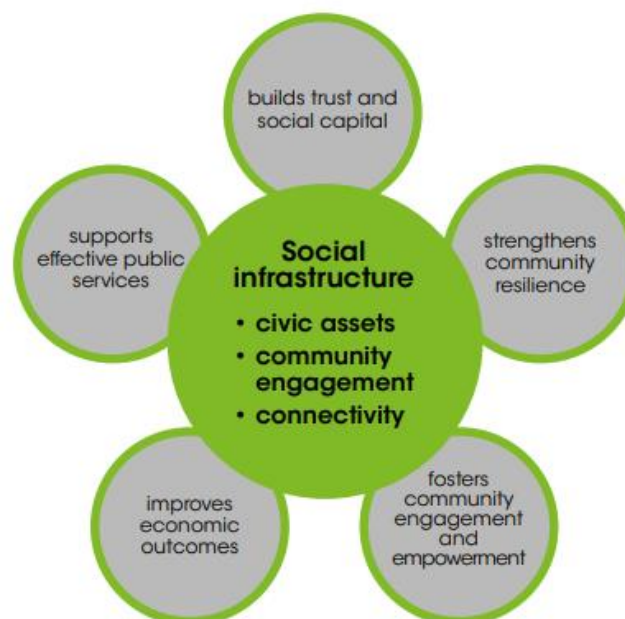 builds trust and
social capital
supports
effective public
services
Social
infrastructure
• civic assets
• community
engagement
• connectivity
strengthens
community
resilience
improves
economic
outcomes
fosters
community
engagement
and
empowerment